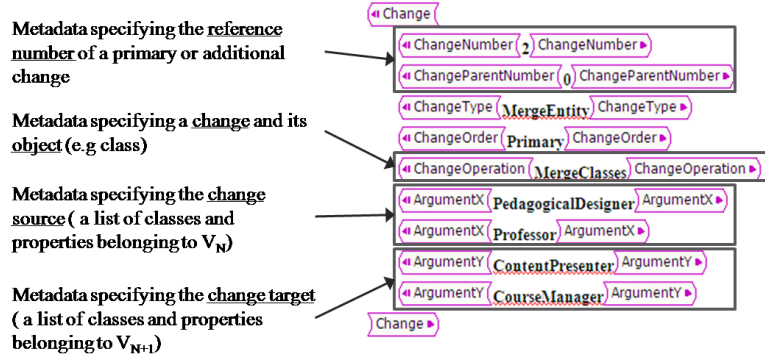 Metadata specifying the reference
number of a primary or additional
change
Metadata specifying a change and its
object (e.g class)
Metadata specifying the change
source ( a list of classes and
properties belonging to VN)
Metadata specifying the change target
( a list of classes and properties
belonging to VN+1)
Change
ChangeNumber 2 ChangeNumber
ChangeParentNumber 0 ChangeParentNumber
ChangeType MergeEntity ChangeType
ChangeOrder Primary ChangeOrder
ChangeOperation MergeClasses ChangeOperation
ArgumentX PedagogicalDesigner ArgumentX
ArgumentX Professor ArgumentX
ArgumentY ContentPresenter ArgumentY
ArgumentY CourseManager ArgumentY
Change